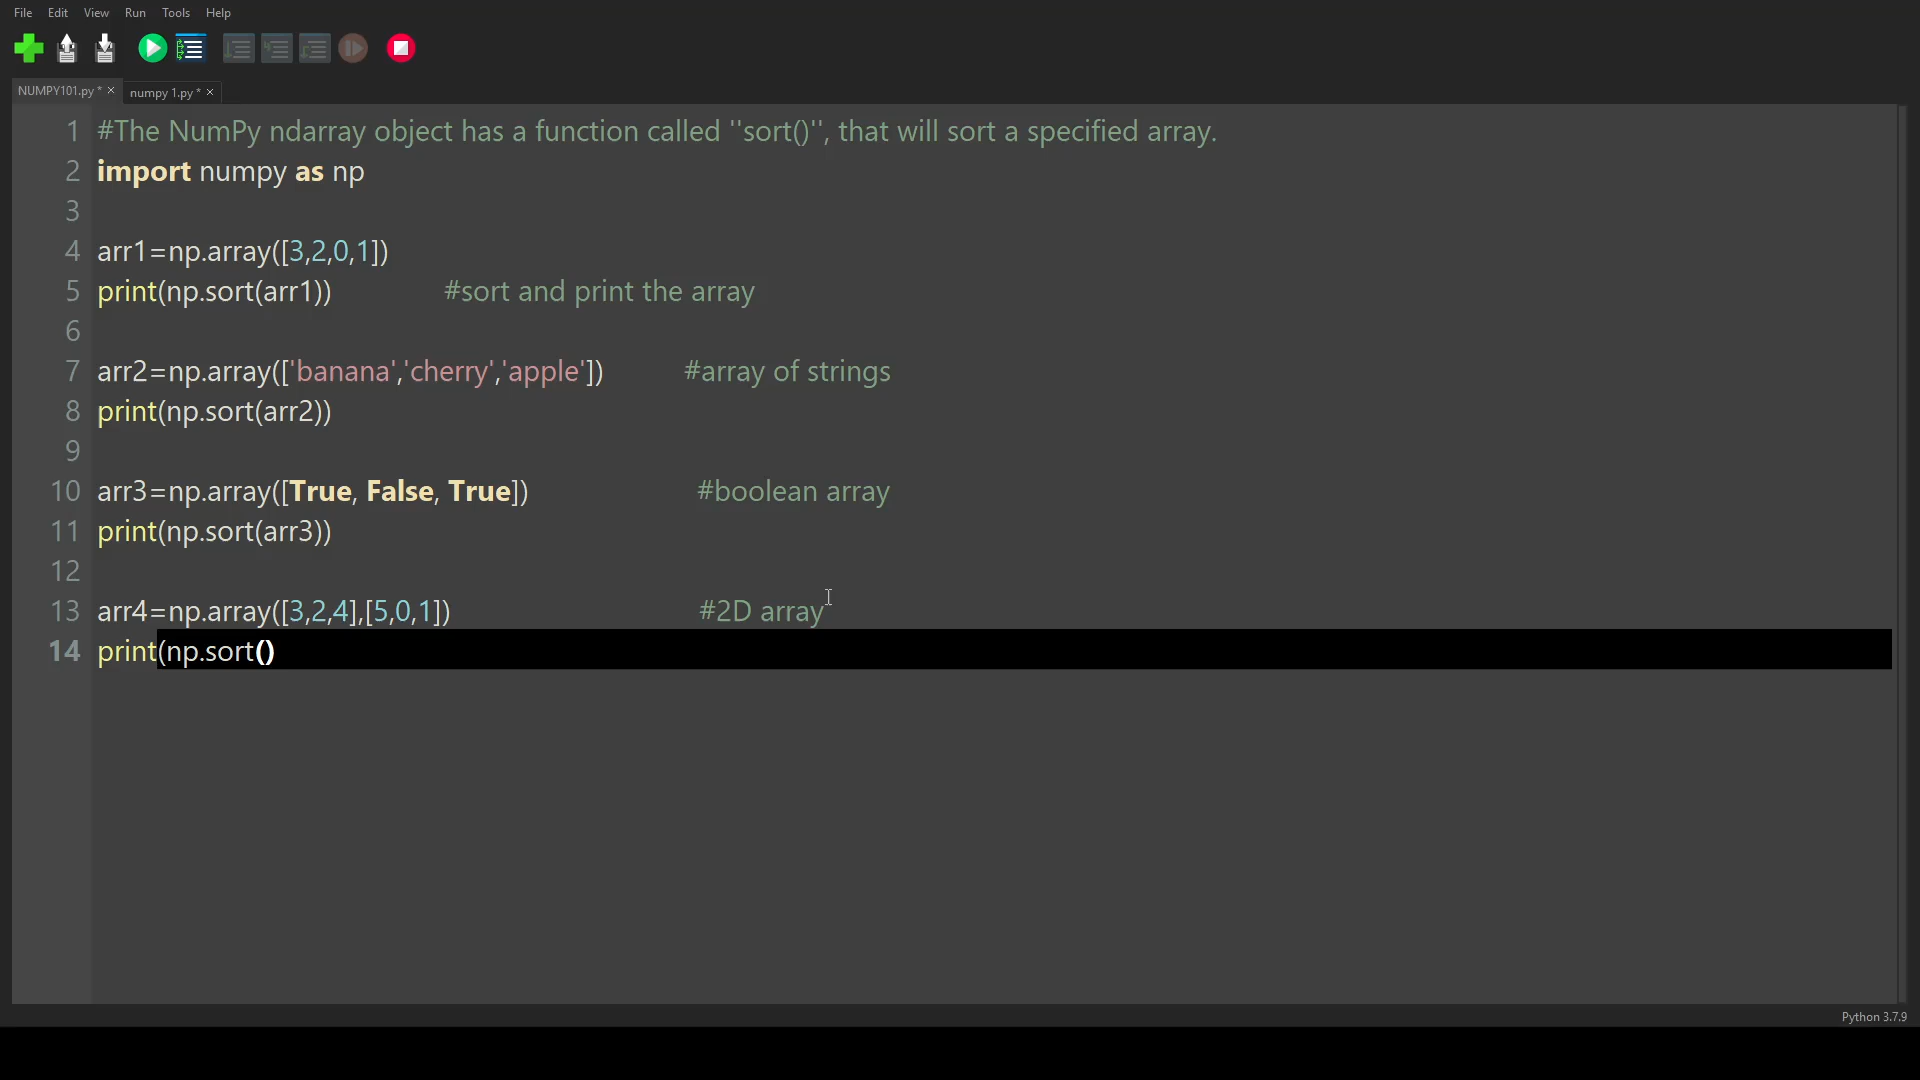 File Edit View Run Tools Help
NUMPY101.py * × numpy 1.py * ×
1 #The NumPy ndarray object has a function called ''sort()'', that will sort a specified array.
2 import numpy as np
3
4 arr1=np.array([3,2,0,1])
5 print(np.sort(arr1)) #sort and print the array
6
7 arr2=np.array(['banana','cherry','apple']) #array of strings
8 print(np.sort(arr2))
9
10 arr3=np.array([True, False, True]) #boolean array
11 print(np.sort(arr3))
12
13 arr4=np.array([3,2,4],[5,0,1]) #2D array
14 print(np.sort()
Python 3.7.9